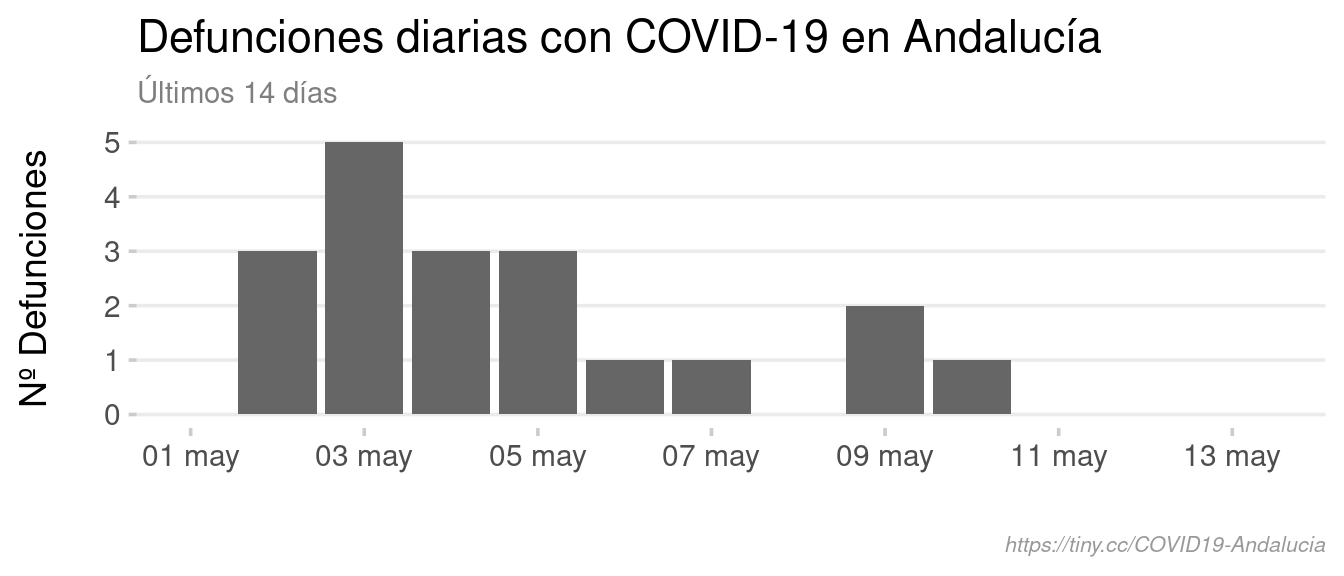 Defunciones diarias con COVID-19 en Andalucía
Últimos 14 días
Nº Defunciones
5
4
3
2
1
0
01 may 03 may 05 may 07 may 09 may 11 may 13 may
https://tiny.cc/COVID19-Andalucia